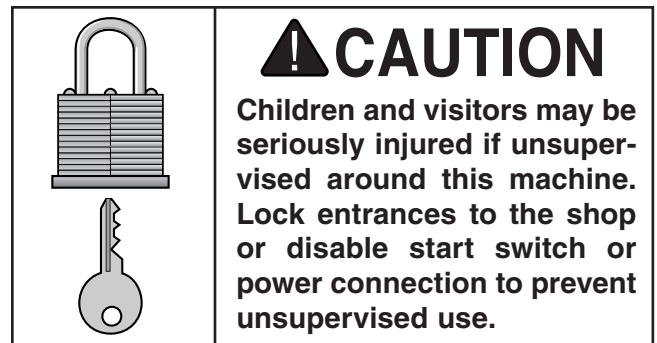 CAUTION
Children and visitors may be
seriously injured if unsuper-
vised around this machine.
Lock entrances to the shop
or disable start switch or
power connection to prevent
unsupervised use.